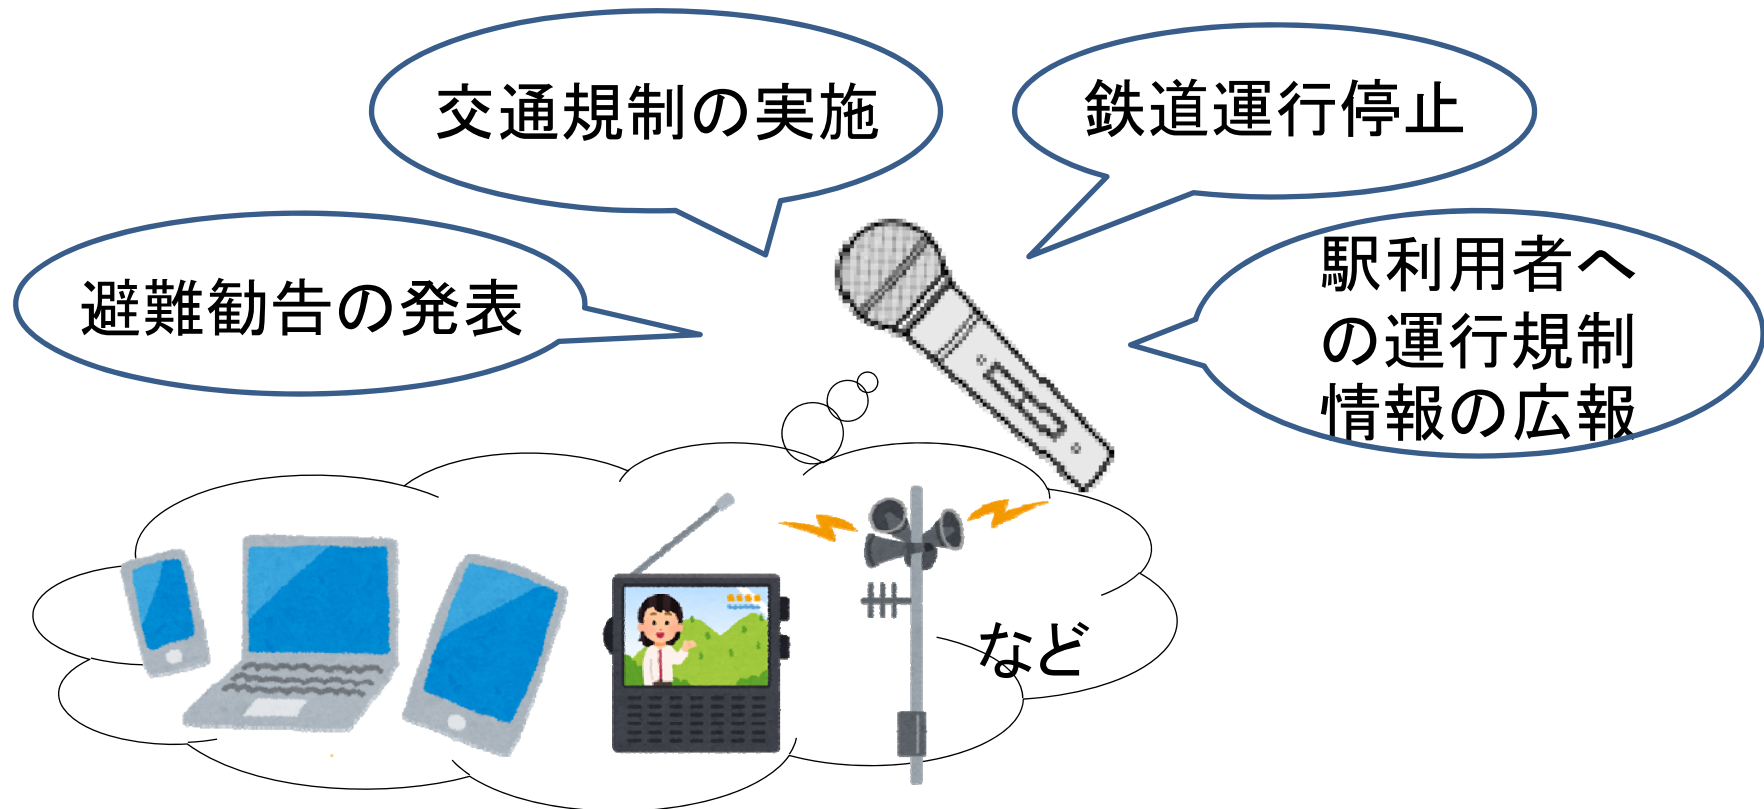 交通規制の実施
鉄道運行停止
避難勧告の発表
駅利用者へ
の運行規制
情報の広報
など